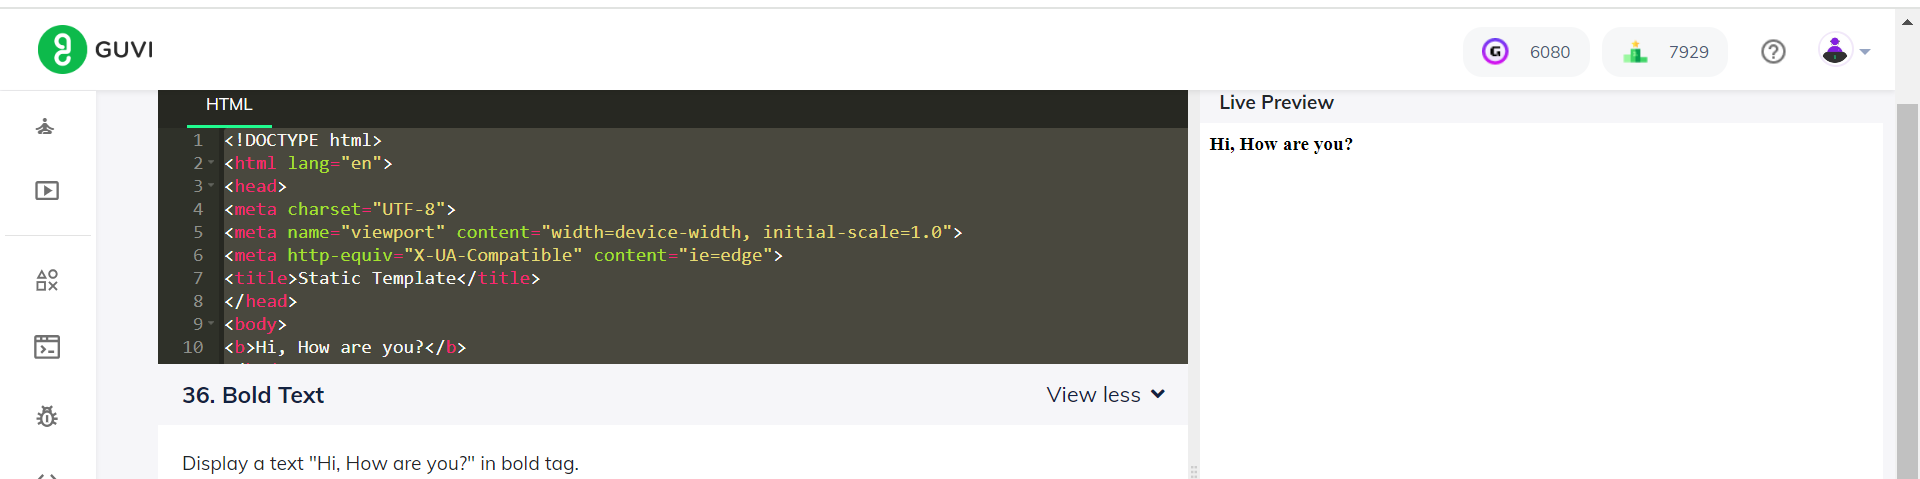 GUVI
6080
7929
HTML
Live Preview
1 <!DOCTYPE html>
2 <html lang="en">
3 <head>
4 <meta charset="UTF-8">
5 <meta name="viewport" content="width=device-width, initial-scale=1.0">
6 <meta http-equiv="X-UA-Compatible" content="ie=edge">
7 <title>Static Template</title>
8 </head>
9 <body>
10 <b>Hi, How are you?</b>
Hi, How are you?
36. Bold Text
View less
Display a text "Hi, How are you?" in bold tag.